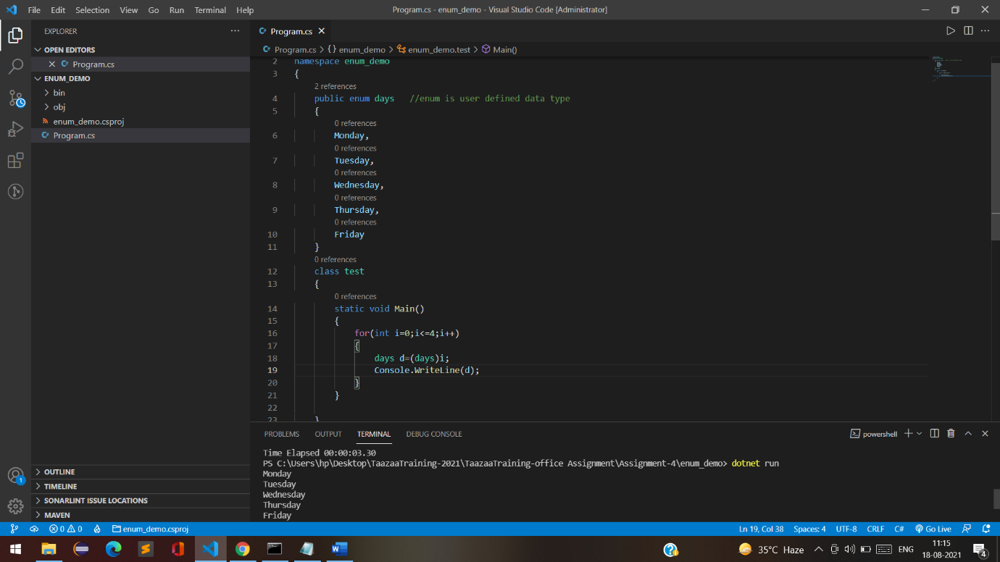 File Edit Selection View Go Run Terminal Help
Program.cs - enum_demo - Visual Studio Code [Administrator]
EXPLORER
OPEN EDITORS
Program.cs
ENUM_DEMO
bin
obj
enum_demo.csproj
Program.cs
OUTLINE
TIMELINE
SONARLINT ISSUE LOCATIONS
MAVEN
Program.cs
Program.cs > {} enum_demo > enum_demo.test > Main()
2 namespace enum_demo
3 {
2 references
4 public enum days //enum is user defined data type
5 {
0 references
6 Monday,
0 references
7 Tuesday,
0 references
8 Wednesday,
0 references
9 Thursday,
0 references
10 Friday
11 }
0 references
12 class test
13 {
0 references
14 static void Main()
15 {
16 for(int i=0;i<=4;i++)
17 {
18 days d=(days)i;
19 Console.WriteLine(d);
20 }
21 }
22
23 }
PROBLEMS OUTPUT TERMINAL DEBUG CONSOLE
powershell
Time Elapsed 00:00:03.30
PS C:\Users\hp\Desktop\TaazaaTraining-2021\TaazaaTraining-office Assignment\Assignment-4\enum_demo> dotnet run
Monday
Tuesday
Wednesday
Thursday
Friday
1
0 0 enum_demo.csproj
Ln 19, Col 38 Spaces: 4 UTF-8 CRLF C# Go Live
35°C Haze ENG
11:15
18-08-2021
4